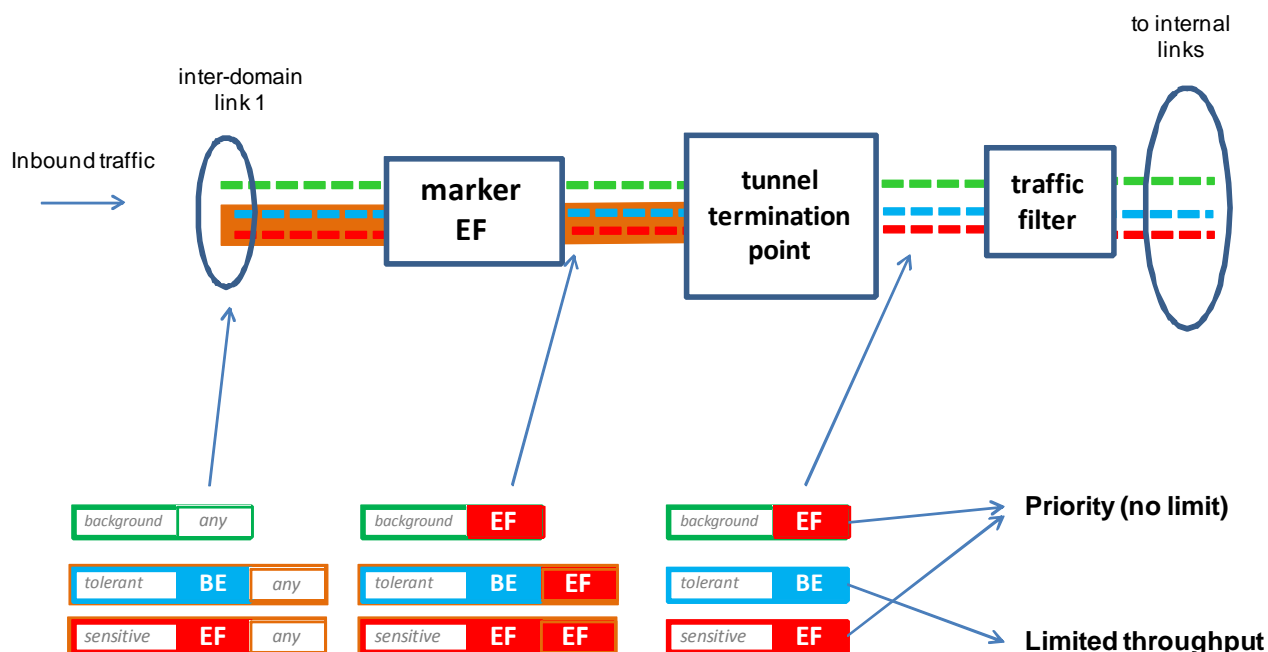 to internal
links
inter-domain
link 1
Inbound traffic
marker
EF
tunnel
termination
point
traffic
filter
background any
background EF
background EF
Priority (no limit)
tolerant BE any
tolerant BE EF
tolerant BE
sensitive EF any
sensitive EF EF
sensitive EF
Limited throughput